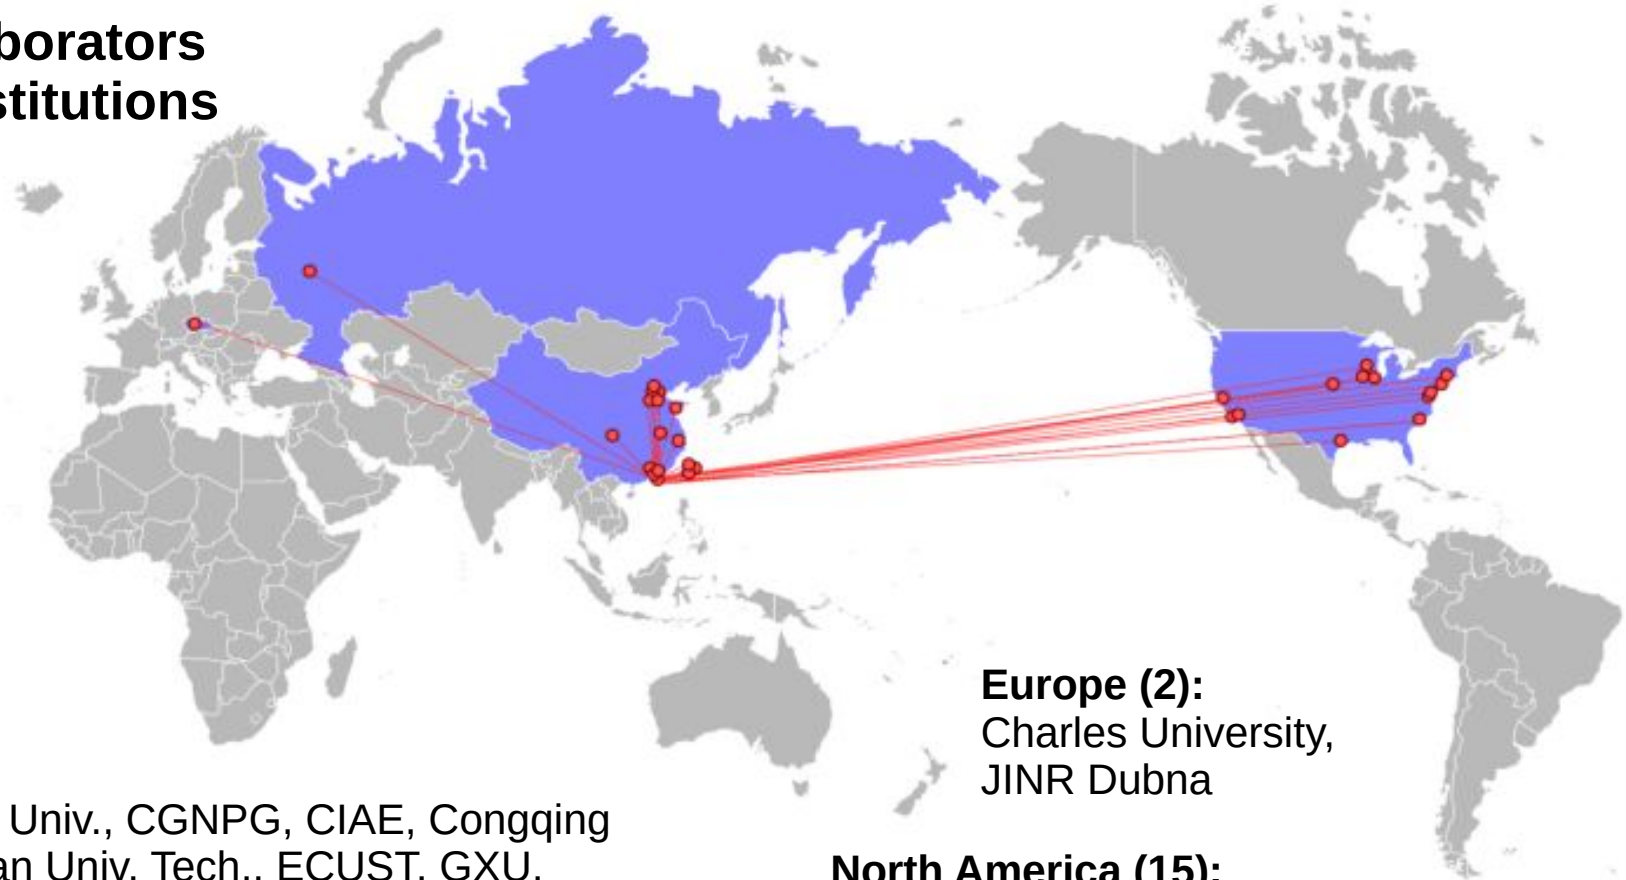 borators
stitutions
Europe (2):
Charles University,
JINR Dubna
Univ., CGNPG, CIAE, Congqing
an Univ. Tech., ECUST, GXU,
North America (15):